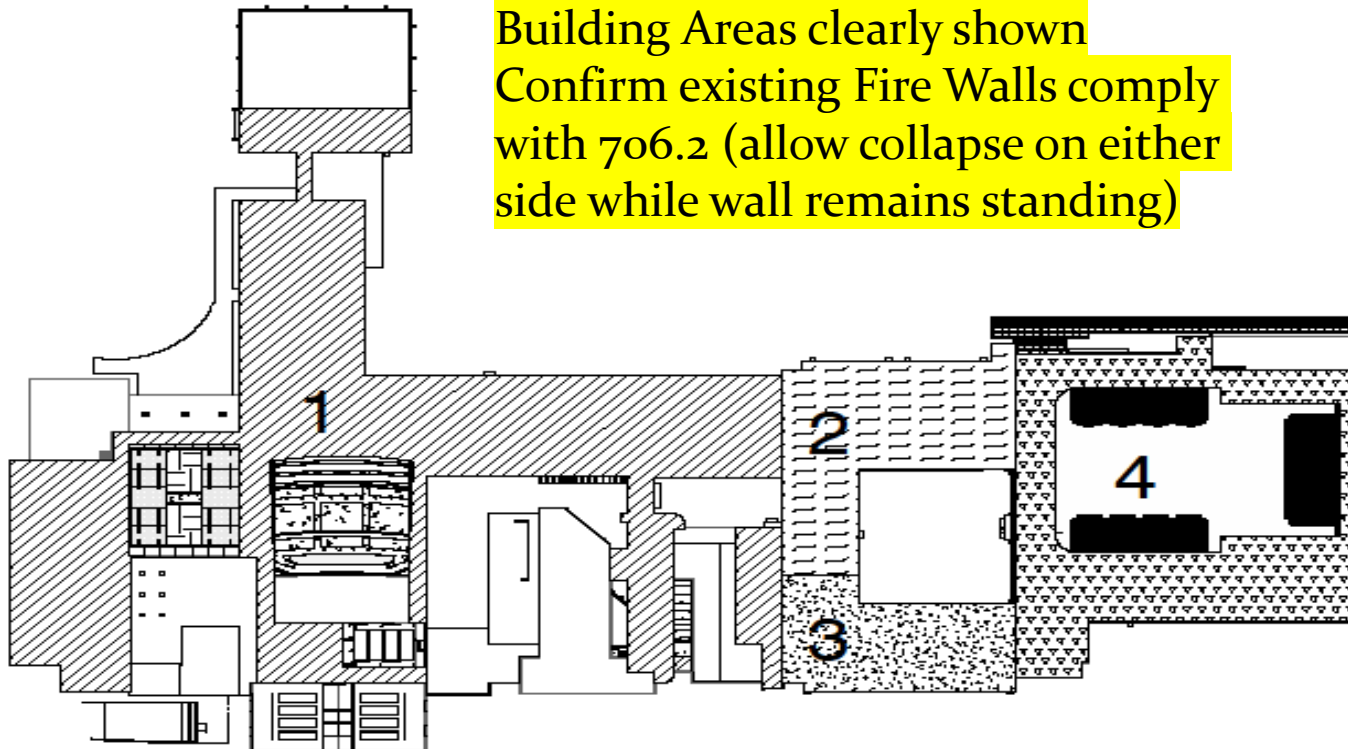 Building Areas clearly shown
Confirm existing Fire Walls comply
with 706.2 (allow collapse on either
side while wall remains standing)
1
2
4
3